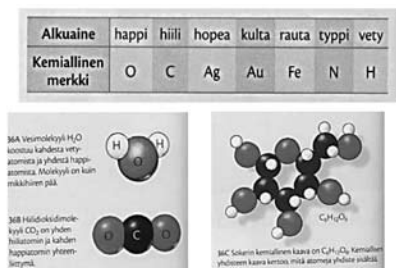 Alkuaine happi hiili hopea kulta rauta typpi vety
Kemiallinen merkki O C Ag Au Fe N H
36A Vesimolekyyli H₂O
koostuu kahdesta vety-
atomista ja yhdestä happi-
atomista. Molekyyli on kuin
mikkihiiren pää.
H H
O
36B Hiilidioksidimole-
kyyli CO₂ on yhden
hiiliatomin ja kahden
happiatomin yhteen-
liittymä.
O C O
C₆H₁₂O₆
36C Sokerin kemiallinen kaava on C₆H₁₂O₆. Kemiallisen
yhdisteen kaava kertoo, mitä atomeja yhdiste sisältää.